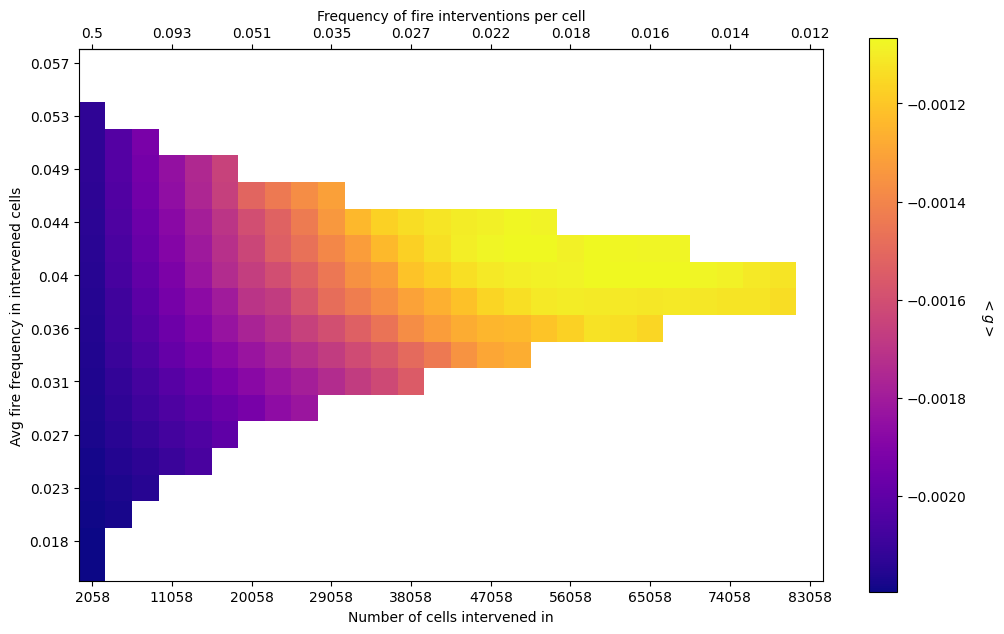 Frequency of fire interventions per cell
0.5 0.093 0.051 0.035 0.027 0.022 0.018 0.016 0.014 0.012
Avg fire frequency in intervened cells
0.057
0.053
0.049
0.044
0.04
0.036
0.031
0.027
0.023
0.018
2058 11058 20058 29058 38058 47058 56058 65058 74058 83058
Number of cells intervened in
−0.0012
−0.0014
−0.0016
−0.0018
−0.0020
< g >